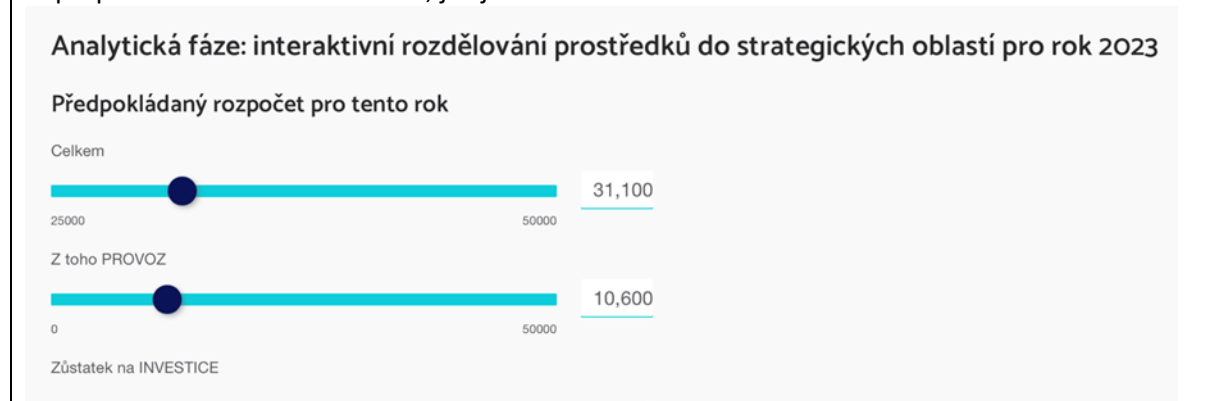 Analytická fáze: interaktivní rozdělování prostředků do strategických oblastí pro rok 2023
Předpokládaný rozpočet pro tento rok
Celkem
31,100
25000 50000
Z toho PROVOZ
10,600
0 50000
Zůstatek na INVESTICE